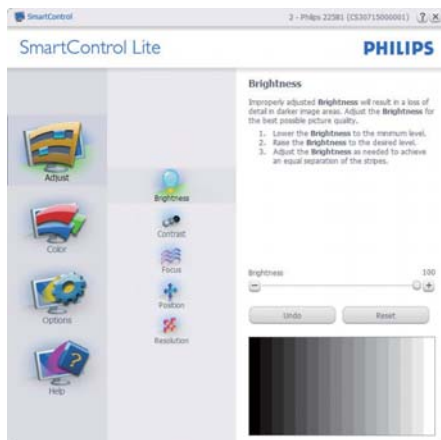 SmartControl
2 - Philips 225B1 (CS30715000001)
SmartControl Lite
PHILIPS
Adjust
Color
Options
Help
Brightness
Contrast
Focus
Position
Resolution
Brightness
Improperly adjusted Brightness will result in a loss of
detail in darker image areas. Adjust the Brightness for
the best possible picture quality.
1. Lower the Brightness to the minimum level.
2. Raise the Brightness to the desired level.
3. Adjust the Brightness as needed to achieve
an equal separation of the stripes.
Brightness 100
Undo Reset